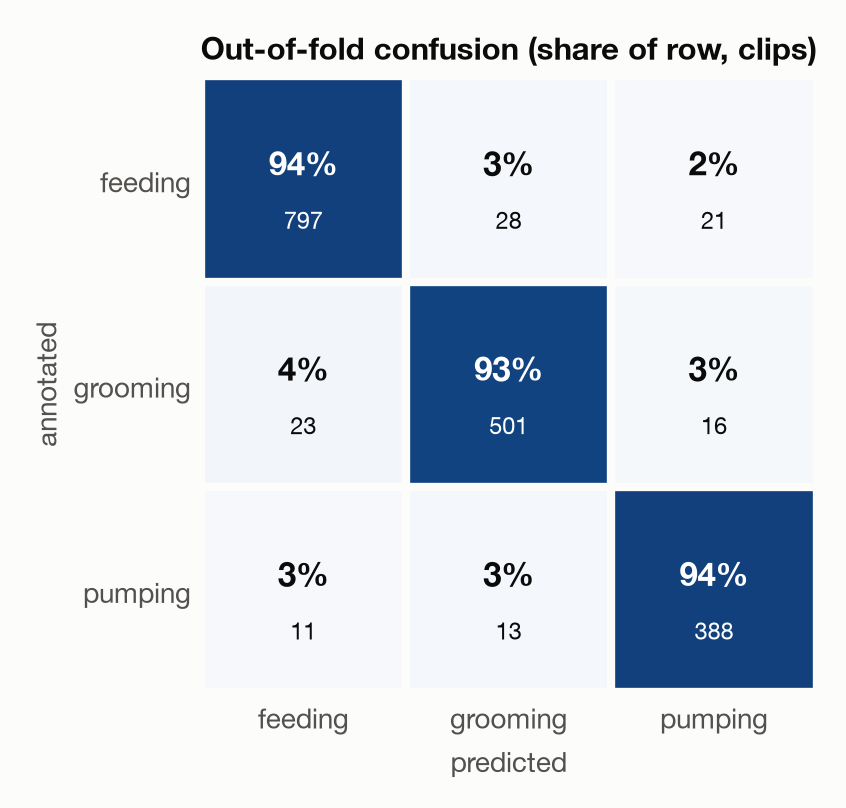 Out-of-fold confusion (share of row, clips)
annotated
feeding
94%
3%
2%
797
28
21
grooming
4%
93%
3%
23
501
16
pumping
3%
3%
94%
11
13
388
feeding
grooming
pumping
predicted